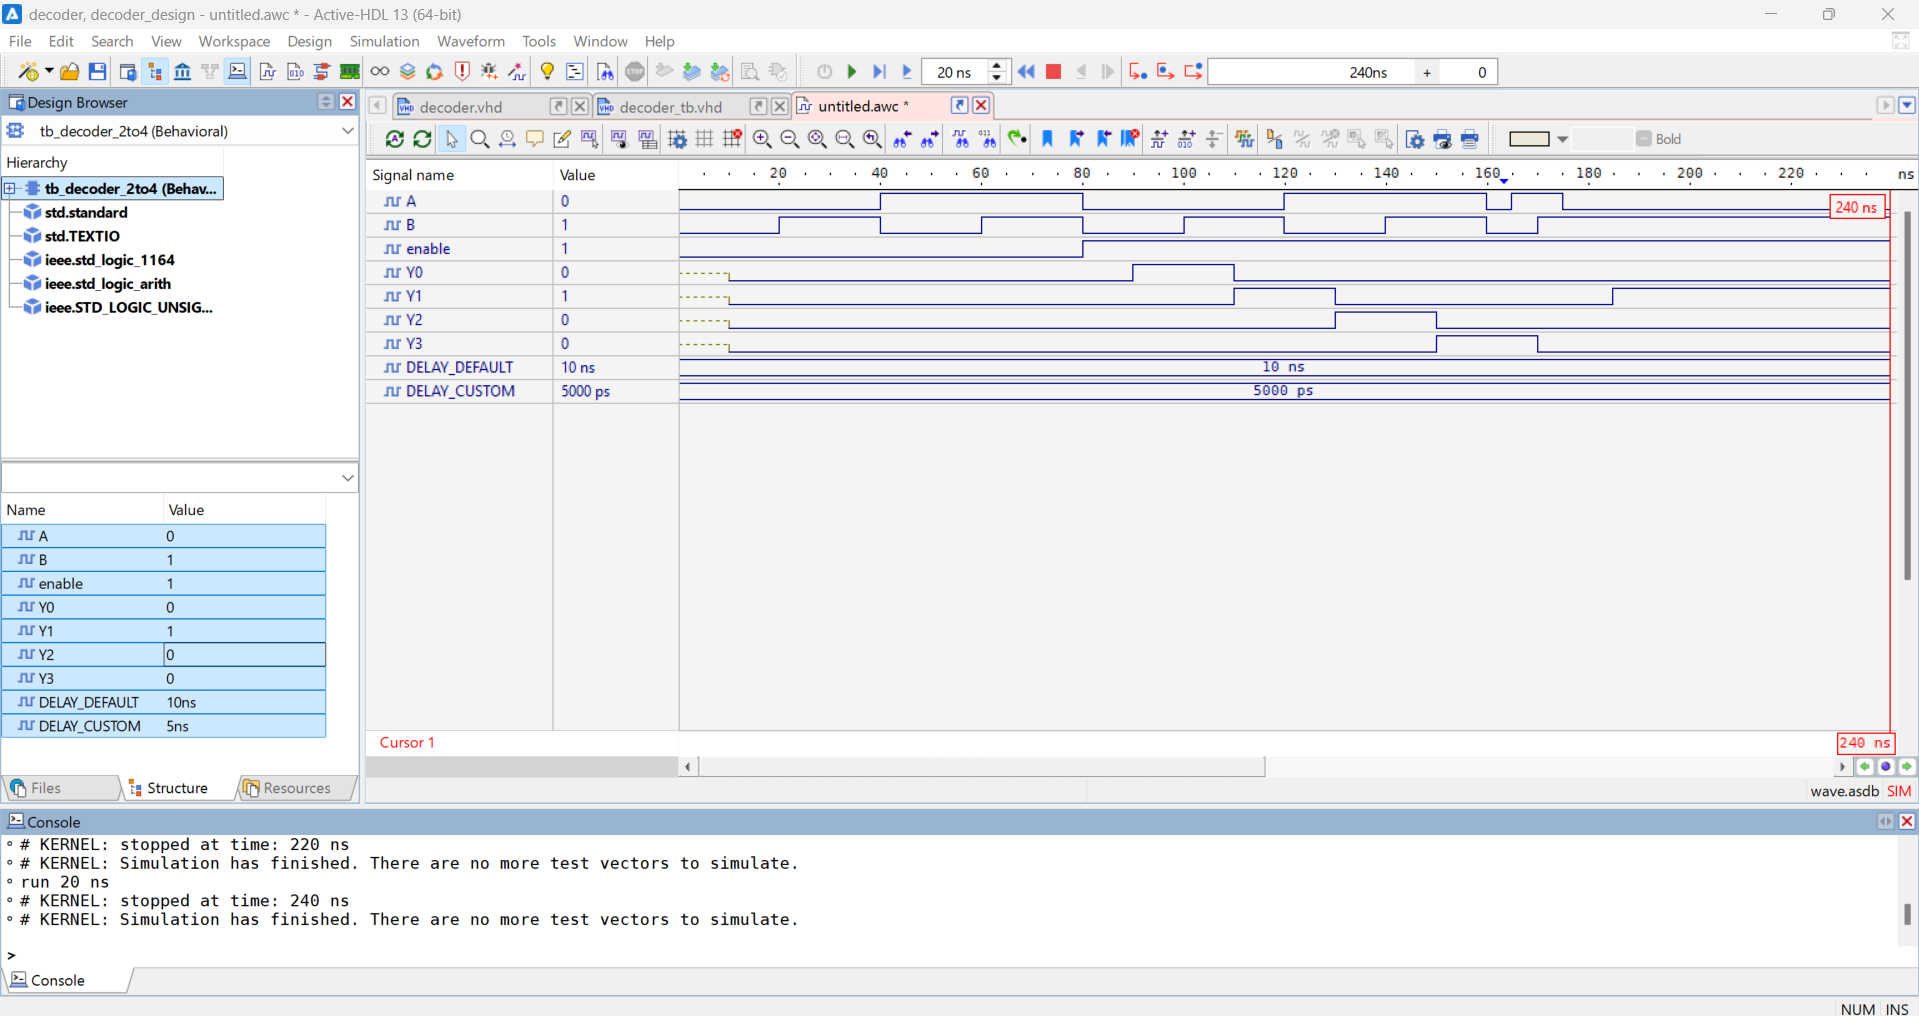 decoder, decoder_design - untitled.awc * - Active-HDL 13 (64-bit)
File Edit Search View Workspace Design Simulation Waveform Tools Window Help
20 ns 240ns + 0
Design Browser
tb_decoder_2to4 (Behavioral)
Hierarchy
tb_decoder_2to4 (Behav...
std.standard
std.TEXTIO
ieee.std_logic_1164
ieee.std_logic_arith
ieee.STD_LOGIC_UNSIG...
Name Value
A 0
B 1
enable 1
Y0 0
Y1 1
Y2 0
Y3 0
DELAY_DEFAULT 10ns
DELAY_CUSTOM 5ns
Files Structure Resources
decoder.vhd decoder_tb.vhd untitled.awc *
Bold
Signal name Value 20 40 60 80 100 120 140 160 180 200 220 ns
A 0
240 ns
B 1
enable 1
Y0 0
Y1 1
Y2 0
Y3 0
DELAY_DEFAULT 10 ns 10 ns
DELAY_CUSTOM 5000 ps 5000 ps
Cursor 1 240 ns
wave.asdb SIM
Console
# KERNEL: stopped at time: 220 ns
# KERNEL: Simulation has finished. There are no more test vectors to simulate.
run 20 ns
# KERNEL: stopped at time: 240 ns
# KERNEL: Simulation has finished. There are no more test vectors to simulate.
>
Console
NUM INS